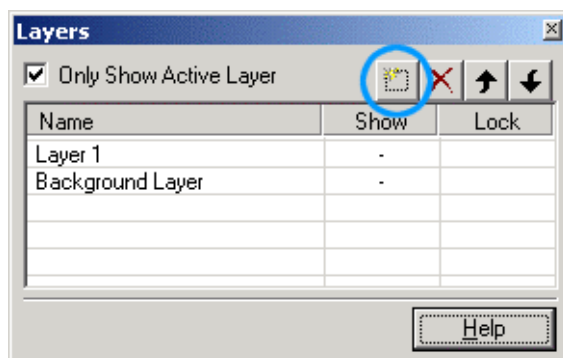 Layers
Only Show Active Layer
Name Show Lock
Layer 1 -
Background Layer -
Help